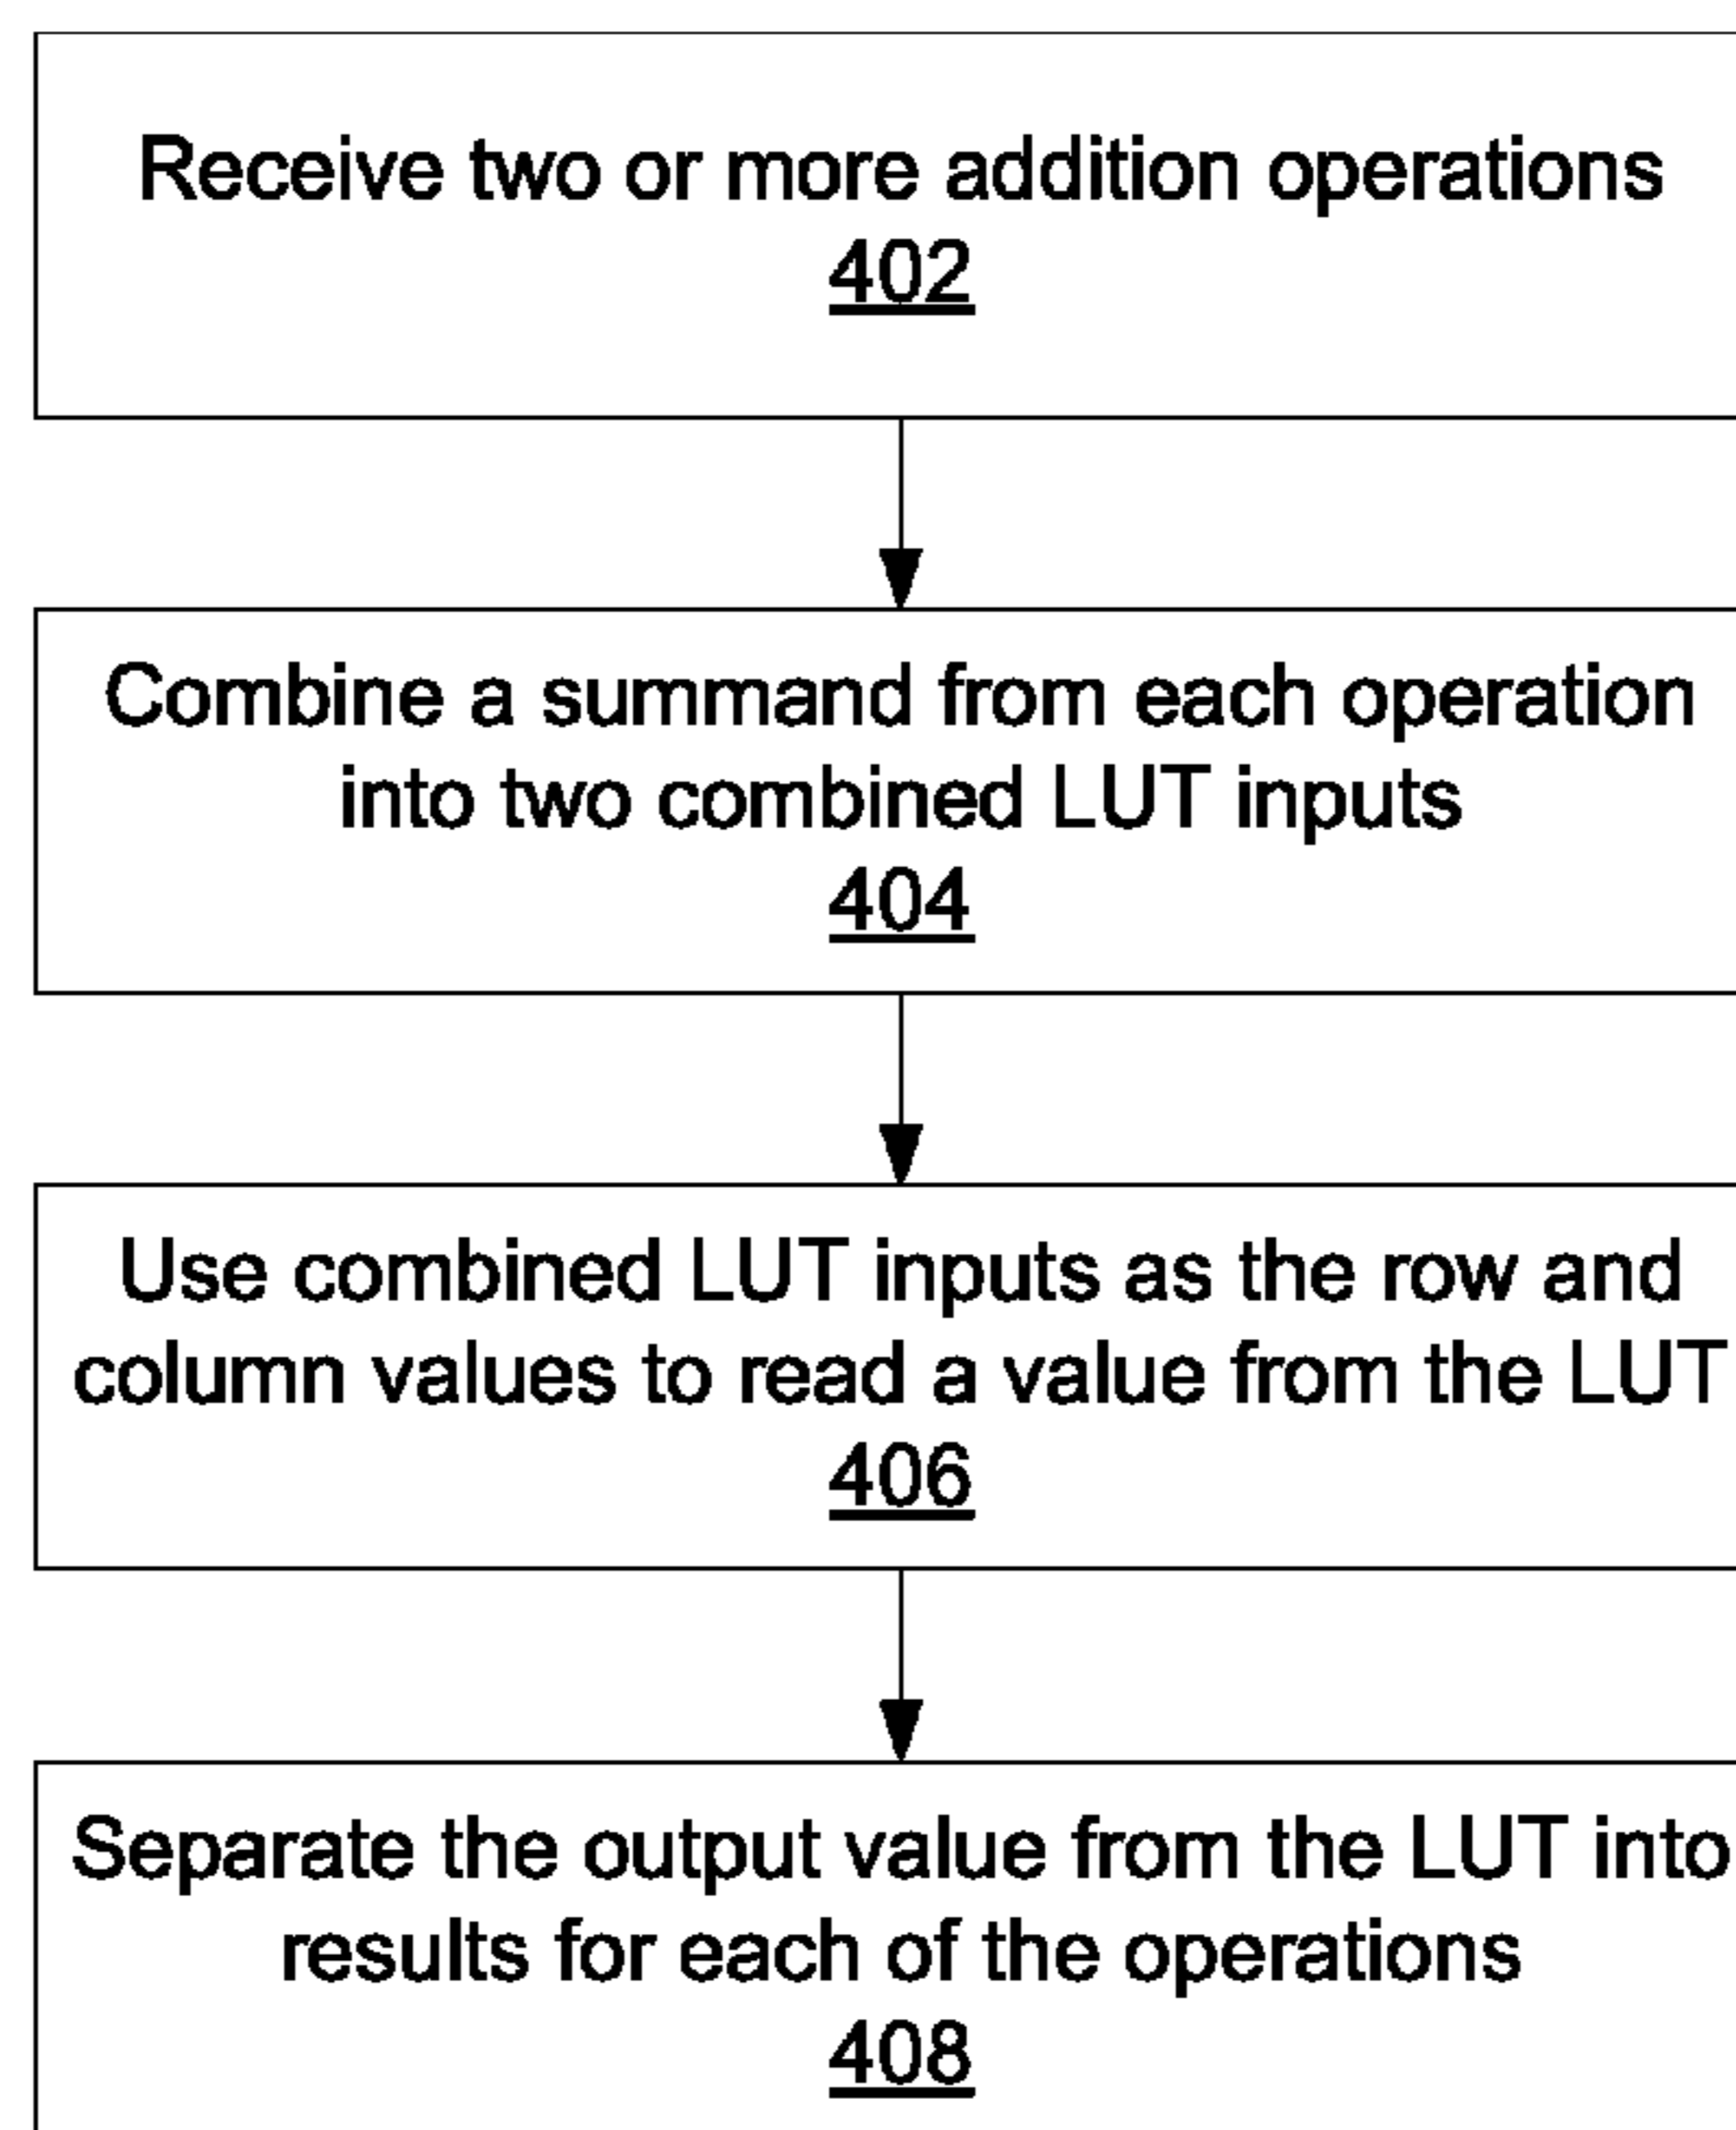 Receive two or more addition operations
402
Combine a summand from each operation
into two combined LUT inputs
404
Use combined LUT inputs as the row and
column values to read a value from the LUT
406
Separate the output value from the LUT into
results for each of the operations
408